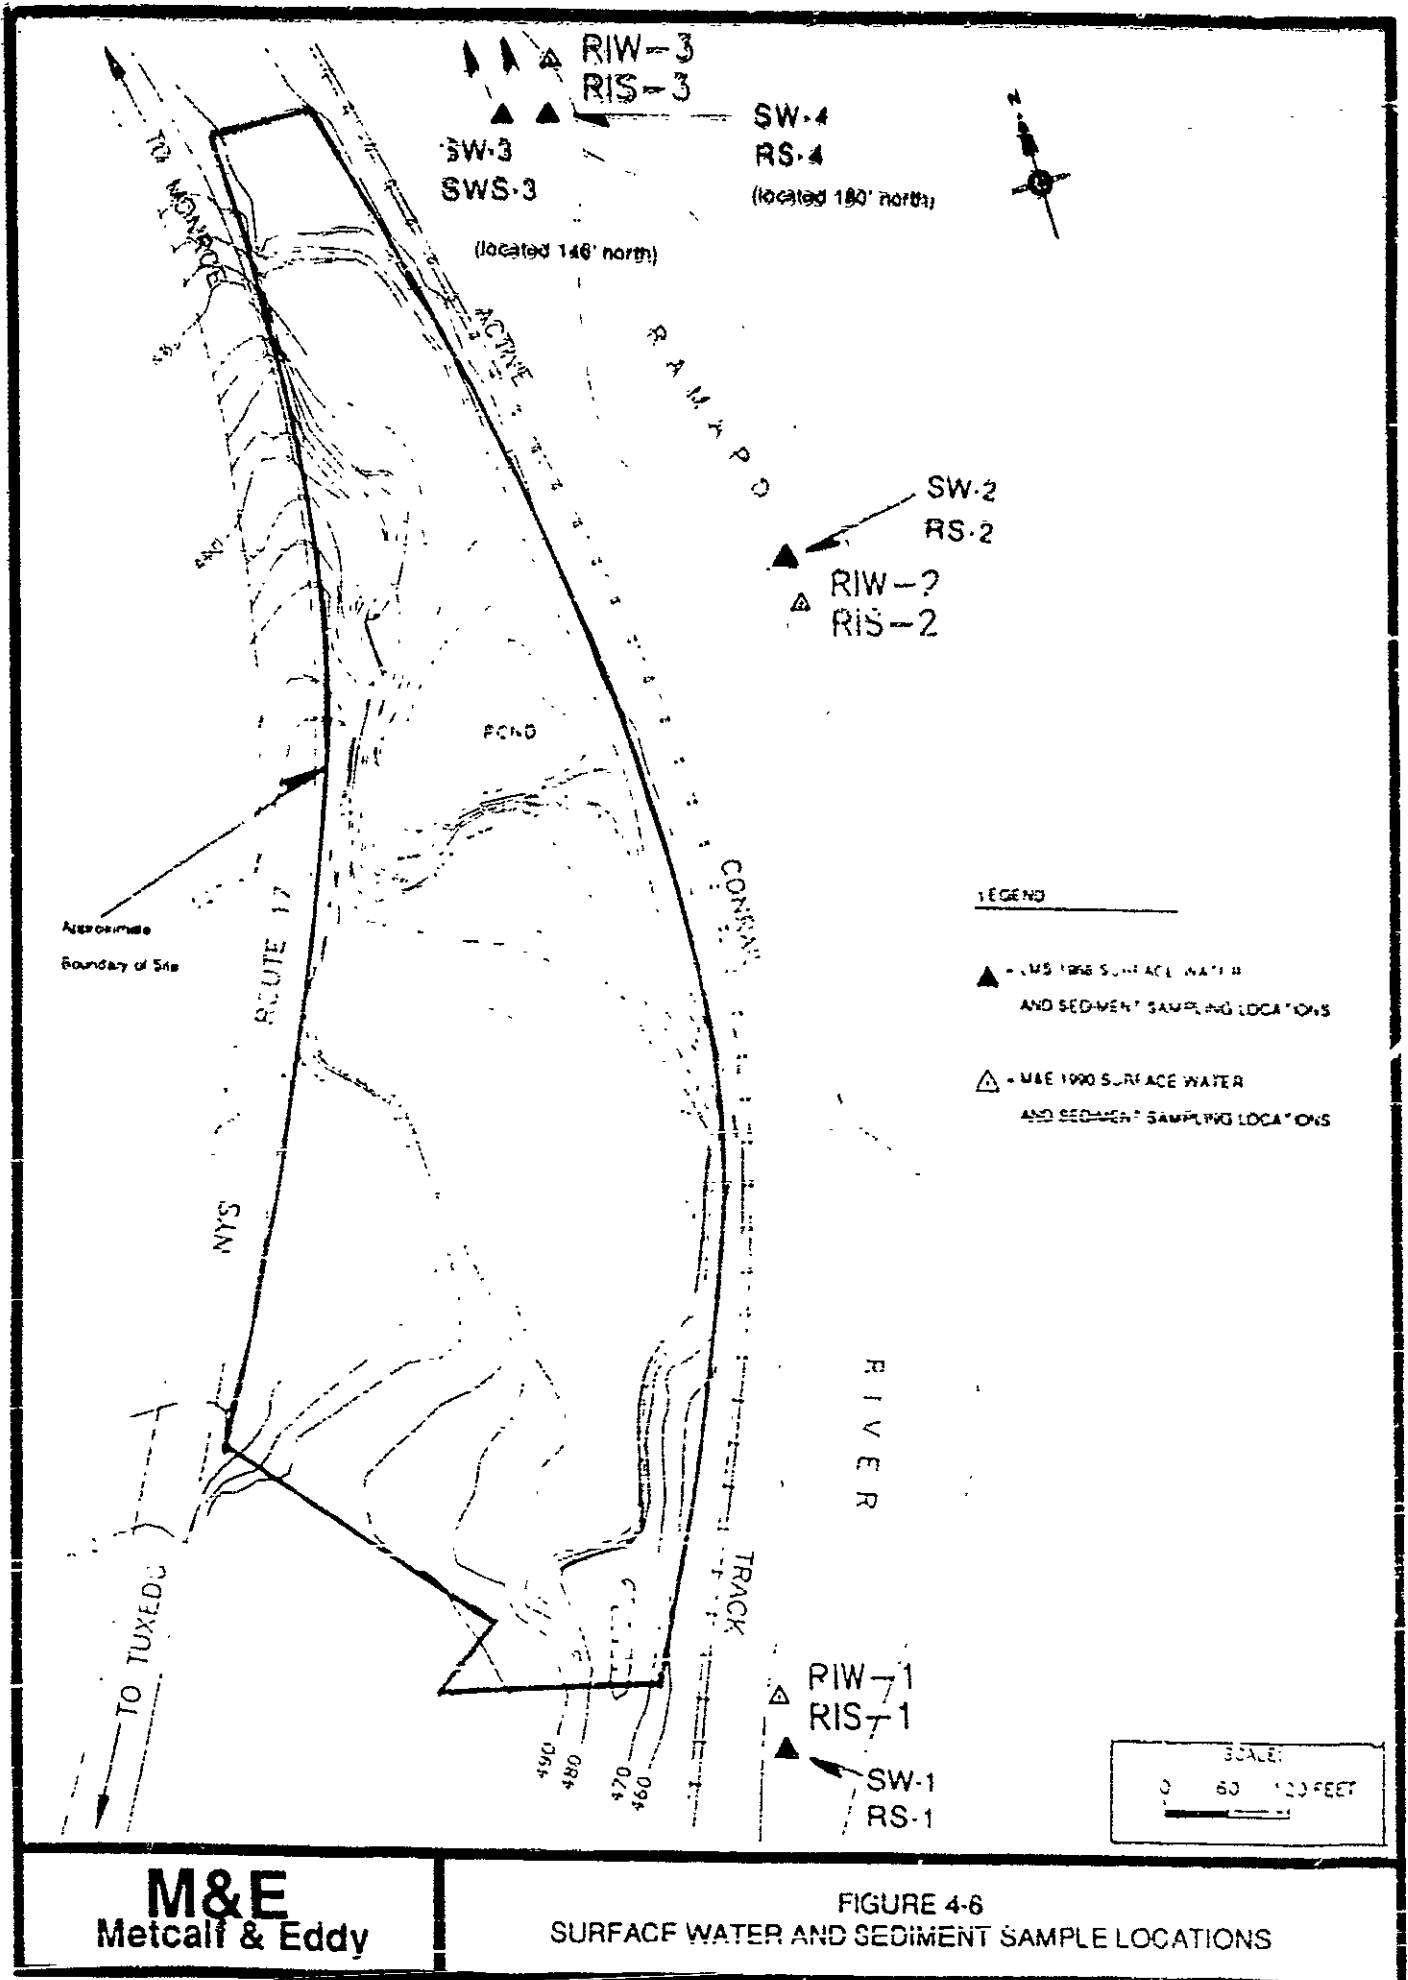 RIW-3
RIS-3
SW-4
RS-4
(located 180' north)
SW-3
SWS-3
(located 146' north)
N
TO MONROE
ACTIVE
RAMAPO
SW-2
RS-2
RIW-2
RIS-2
POND
CONRAIL
Approximate
Boundary of Site
NYS ROUTE 17
LEGEND
AND SEDIMENT SAMPLING LOCATIONS
- M&E 1990 SURFACE WATER
AND SEDIMENT SAMPLING LOCATIONS
RIVER
TRACK
TO TUXEDO
490
480
470
460
RIW-1
RIS-1
SW-1
RS-1
SCALE:
0 60 120 FEET
M&E
Metcalf & Eddy
FIGURE 4-6
SURFACE WATER AND SEDIMENT SAMPLE LOCATIONS